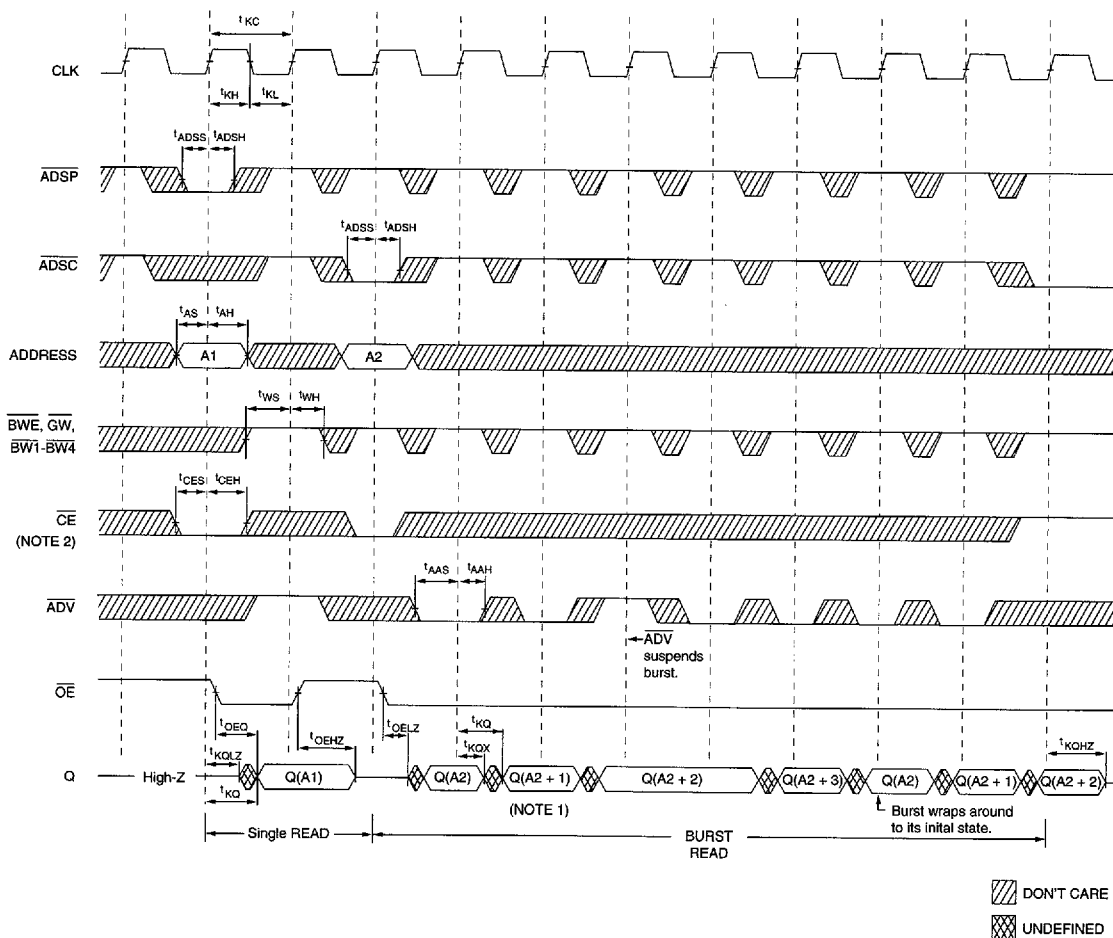 tKC
CLK
tKH tKL
tADSS tADSH
ADSP
tADSS tADSH
ADSC
tAS tAH
ADDRESS A1 A2
tWS tWH
BWE, GW,
BW1-BW4
tCES tCEH
CE
(NOTE 2)
tAAS tAAH
ADV
ADV
suspends
burst.
OE
tOEQ tOEHZ tOELZ tKQ
tKQLZ tKQX tKQHZ
Q High-Z Q(A1) Q(A2) Q(A2 + 1) Q(A2 + 2) Q(A2 + 3) Q(A2) Q(A2 + 1) Q(A2 + 2)
tKQ
(NOTE 1)
Burst wraps around
to its inital state.
Single READ
BURST
READ
DON'T CARE
UNDEFINED